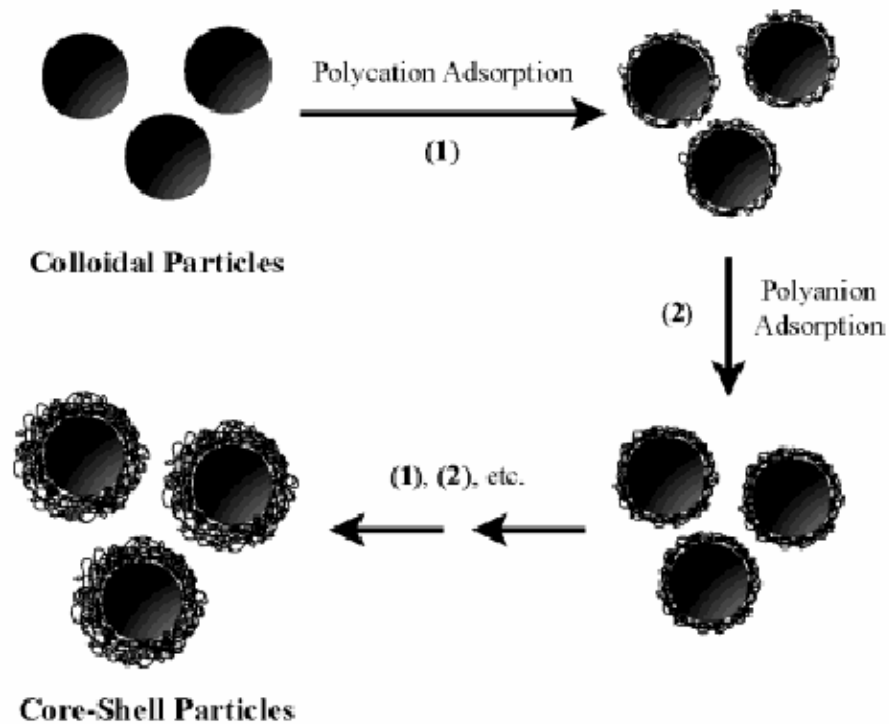 Polycation Adsorption
(1)
Colloidal Particles
(2)
Polyanion
Adsorption
(1), (2), etc.
Core-Shell Particles